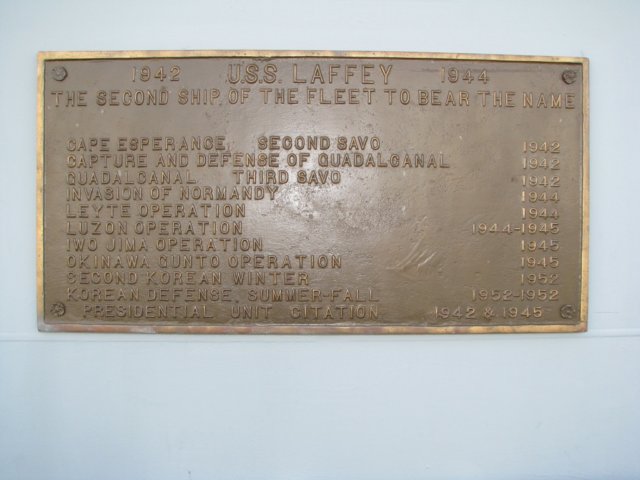 1942 U.S.S. LAFFEY 1944
THE SECOND SHIP OF THE FLEET TO BEAR THE NAME
CAPE ESPERANCE SECOND SAVO 1942
CAPTURE AND DEFENSE OF GUADALCANAL 1942
GUADALCANAL THIRD SAVO 1942
INVASION OF NORMANDY 1944
LEYTE OPERATION 1944
LUZON OPERATION 1944-1945
IWO JIMA OPERATION 1945
OKINAWA GUNTO OPERATION 1945
SECOND KOREAN WINTER 1952
KOREAN DEFENSE, SUMMER-FALL 1952-1952
PRESIDENTIAL UNIT CITATION 1942 & 1945